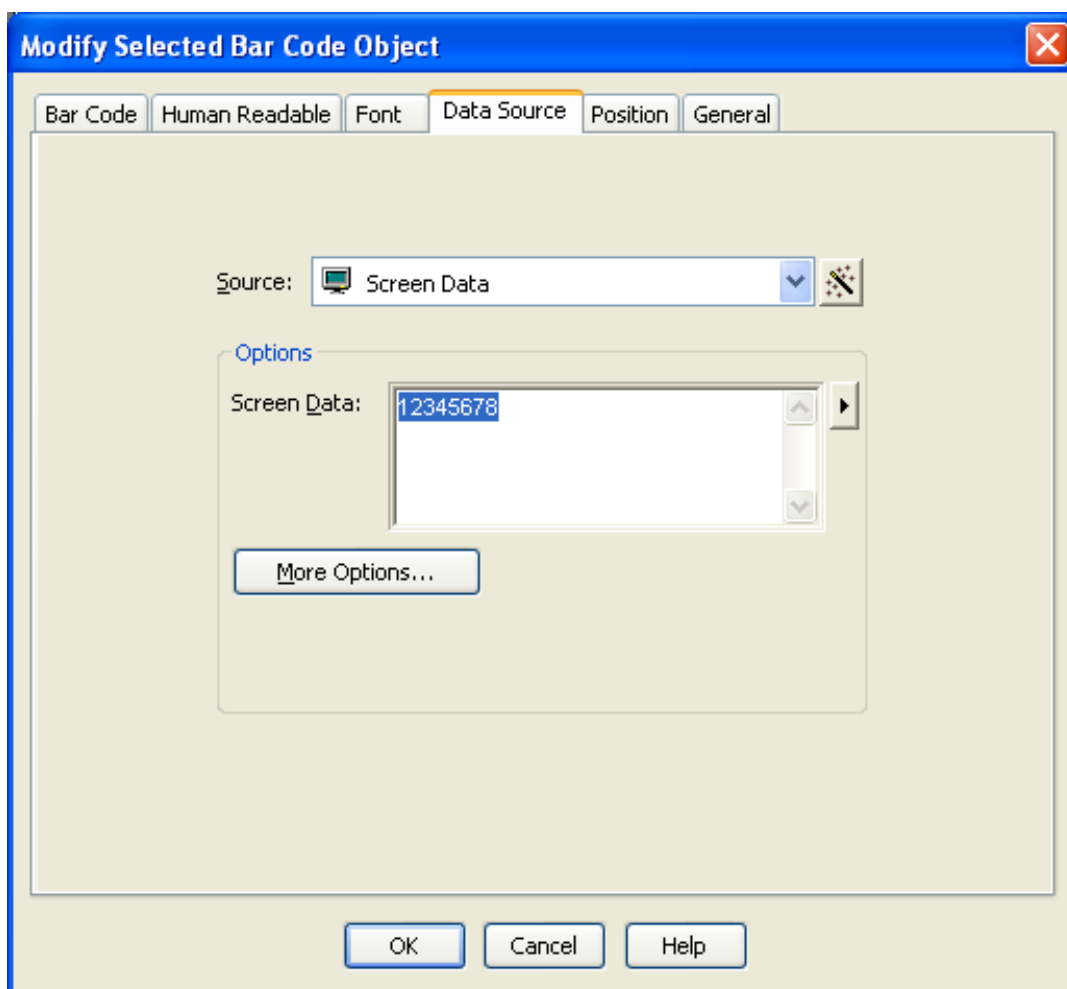 Modify Selected Bar Code Object
Bar Code Human Readable Font Data Source Position General
Source: Screen Data
Options
Screen Data: 12345678
More Options...
OK Cancel Help